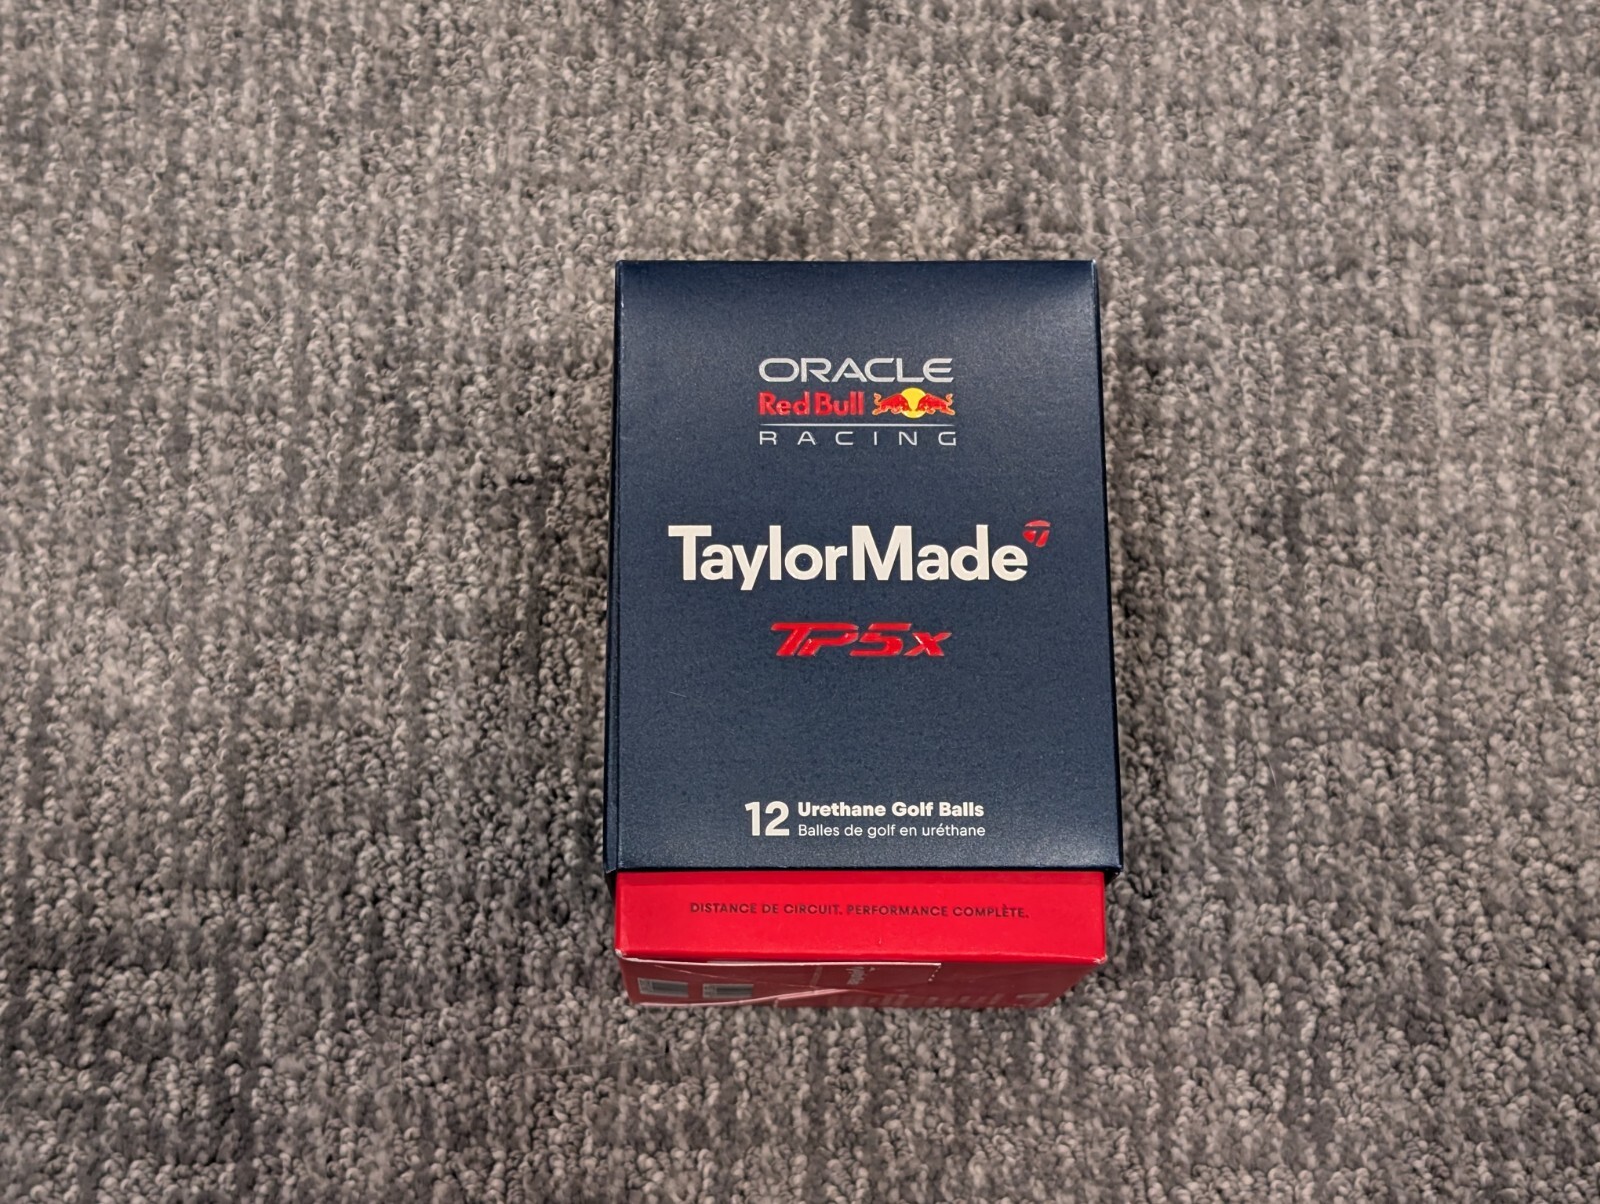 ORACLE
Red Bull
RACING
TaylorMade
TP5x
12 Urethane Golf Balls
Balles de golf en uréthane
DISTANCE DE CIRCUIT. PERFORMANCE COMPLÈTE.